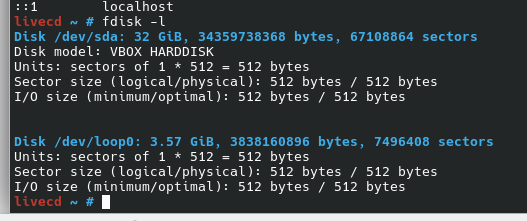 ::1       localhost
livecd ~ # fdisk -l
Disk /dev/sda: 32 GiB, 34359738368 bytes, 67108864 sectors
Disk model: VBOX HARDDISK
Units: sectors of 1 * 512 = 512 bytes
Sector size (logical/physical): 512 bytes / 512 bytes
I/O size (minimum/optimal): 512 bytes / 512 bytes
Disk /dev/loop0: 3.57 GiB, 3838160896 bytes, 7496408 sectors
Units: sectors of 1 * 512 = 512 bytes
Sector size (logical/physical): 512 bytes / 512 bytes
I/O size (minimum/optimal): 512 bytes / 512 bytes
livecd ~ #